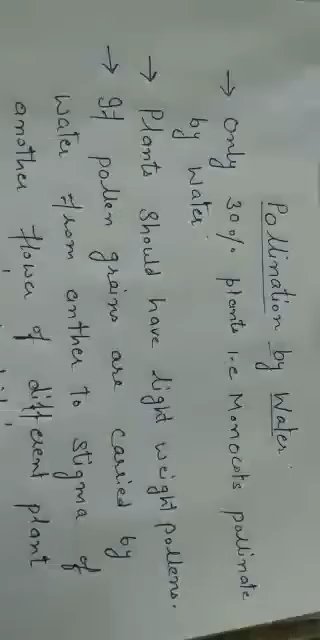 Pollination by Water:
→ Only 30% plants i.e Monocots pollinate
by water.
→ Plants should have light weight pollens.
→ If pollen grains are carried by
water from anther to stigma of
another flower of different plant